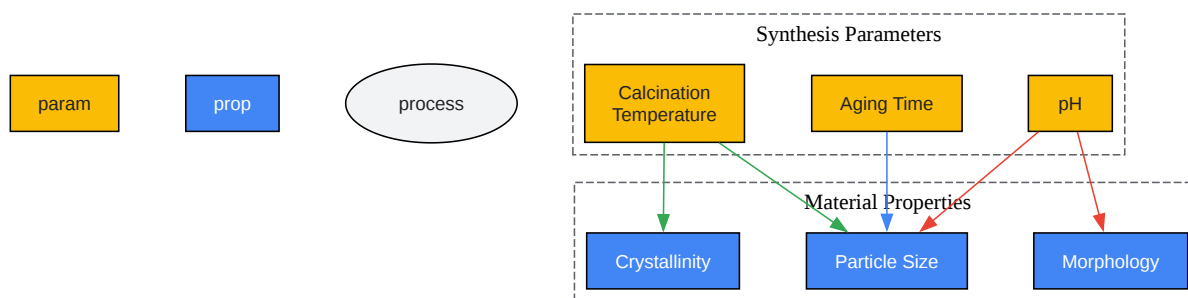 Synthesis Parameters
param
prop
process
Calcination
Temperature
Aging Time
pH
Material Properties
Crystallinity
Particle Size
Morphology